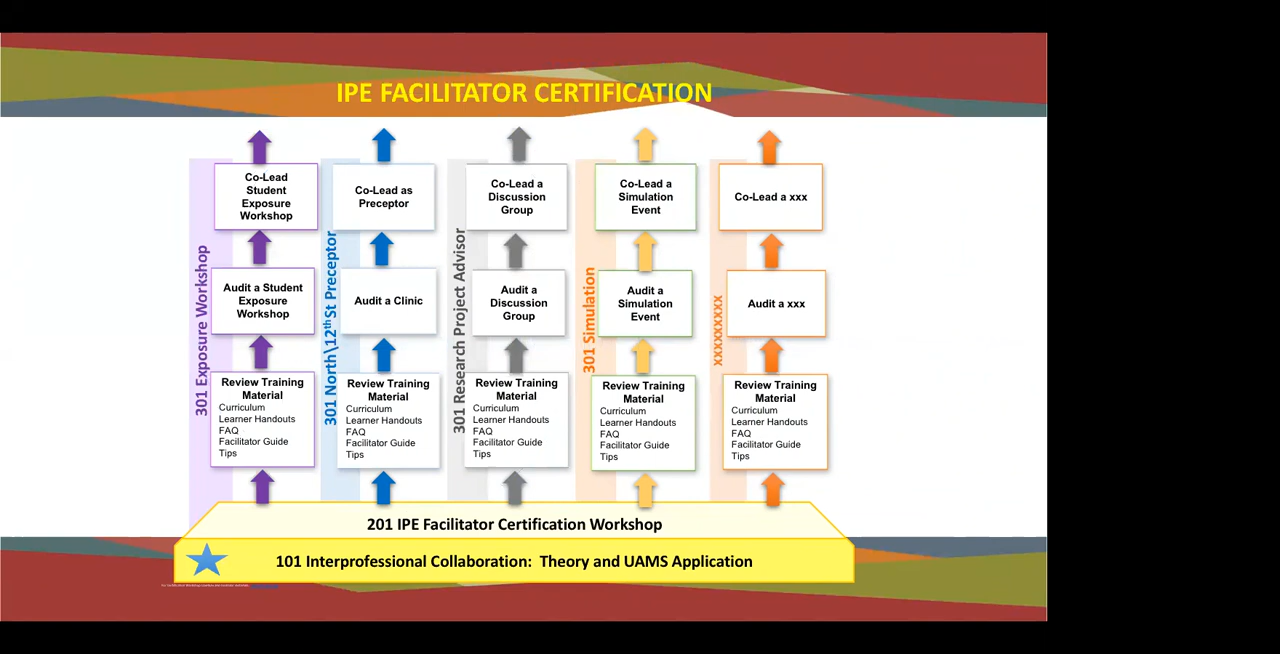 IPE FACILITATOR CERTIFICATION
301 Exposure Workshop
Co-Lead
Student
Exposure
Workshop
Audit a Student
Exposure
Workshop
Review Training
Material
Curriculum
Learner Handouts
FAQ
Facilitator Guide
Tips
301 North\12thSt Preceptor
Co-Lead as
Preceptor
Audit a Clinic
Review Training
Material
Curriculum
Learner Handouts
FAQ
Facilitator Guide
Tips
301 Research Project Advisor
Co-Lead a
Discussion
Group
Audit a
Discussion
Group
Review Training
Material
Curriculum
Learner Handouts
FAQ
Facilitator Guide
Tips
301 Simulation
Co-Lead a
Simulation
Event
Audit a
Simulation
Event
Review Training
Material
Curriculum
Learner Handouts
FAQ
Facilitator Guide
Tips
xxxxxxxxx
Co-Lead a xxx
Audit a xxx
Review Training
Material
Curriculum
Learner Handouts
FAQ
Facilitator Guide
Tips
201 IPE Facilitator Certification Workshop
101 Interprofessional Collaboration:  Theory and UAMS Application